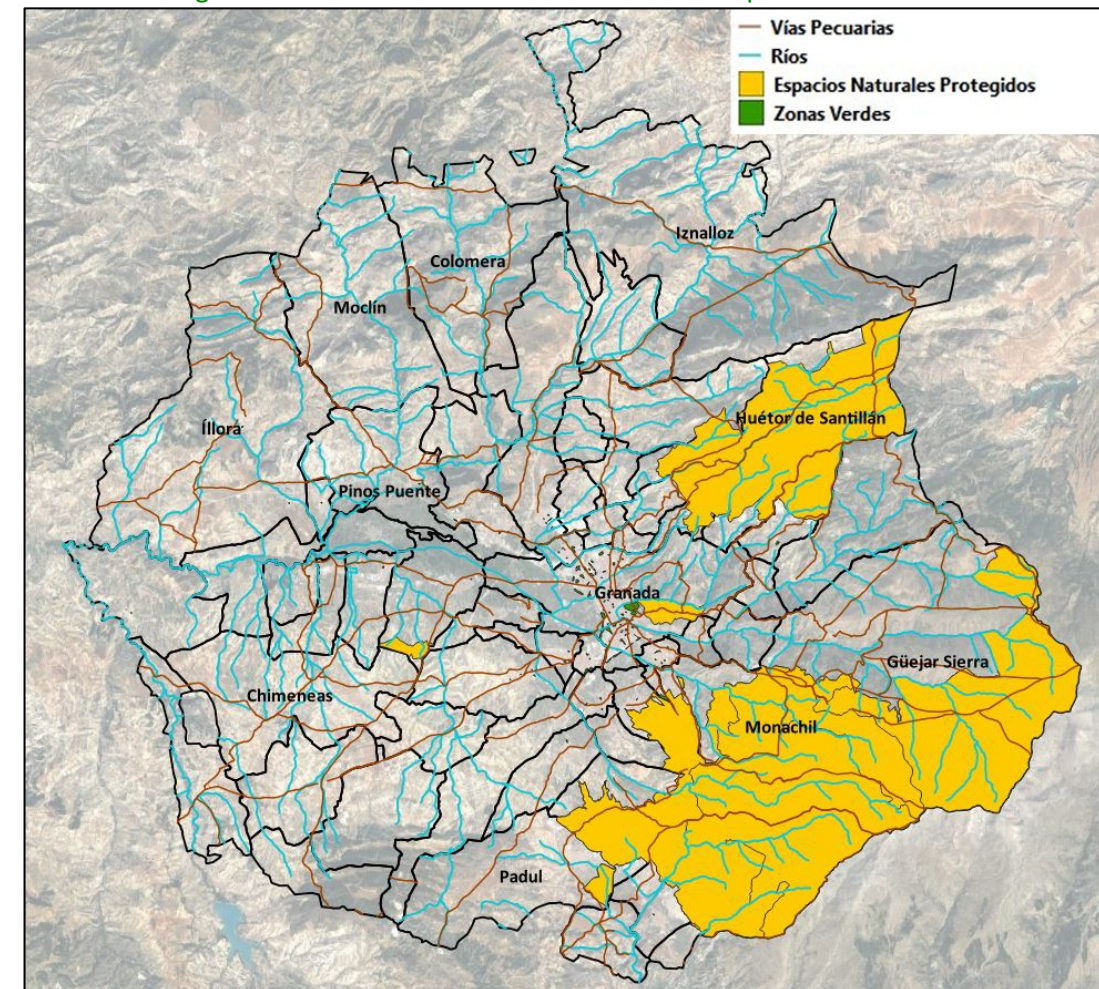 Vías Pecuarias
Ríos
Espacios Naturales Protegidos
Zonas Verdes
Iznalloz
Colomera
Moclín
Huétor de Santillán
Íllora
Pinos Puente
Granada
Güejar Sierra
Chimeneas
Monachil
Padul